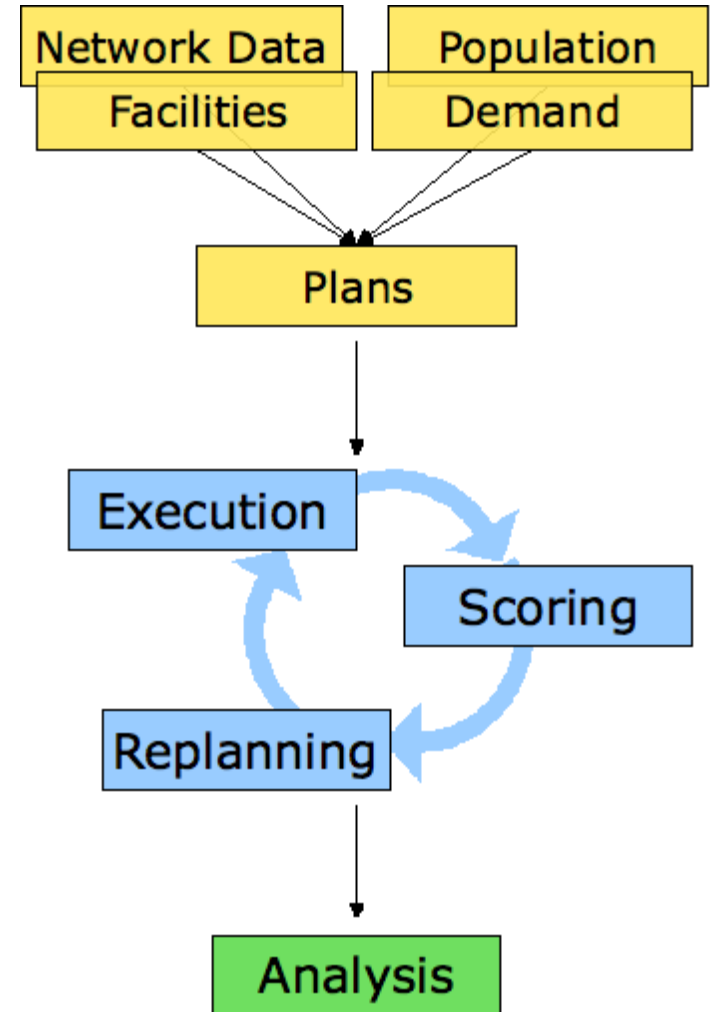 Network Data
Population
Facilities
Demand
Plans
Execution
Scoring
Replanning
Analysis